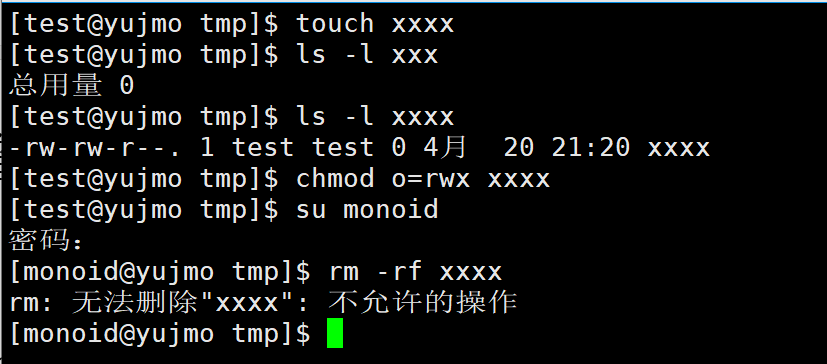 [test@yujmo tmp]$ touch xxxx
[test@yujmo tmp]$ ls -l xxx
总用量 0
[test@yujmo tmp]$ ls -l xxxx
-rw-rw-r--. 1 test test 0 4月  20 21:20 xxxx
[test@yujmo tmp]$ chmod o=rwx xxxx
[test@yujmo tmp]$ su monoid
密码：
[monoid@yujmo tmp]$ rm -rf xxxx
rm: 无法删除"xxxx": 不允许的操作
[monoid@yujmo tmp]$